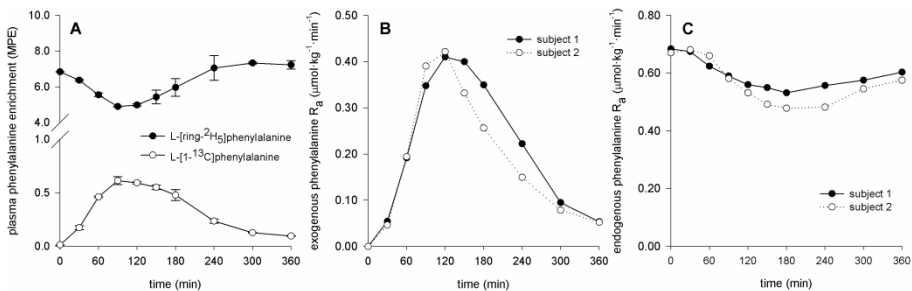 A
plasma phenylalanine enrichment (MPE)
10.0
8.0
6.0
4.0
1.0
0.5
0.0
L-[ring-²H₅]phenylalanine
L-[1-¹³C]phenylalanine
0 60 120 180 240 300 360
time (min)
B
exogenous phenylalanine Rₐ (μmol·kg⁻¹·min⁻¹)
0.50
0.40
0.30
0.20
0.10
0.00
subject 1
subject 2
0 60 120 180 240 300 360
time (min)
C
endogenous phenylalanine Rₐ (μmol·kg⁻¹·min⁻¹)
0.80
0.60
0.40
0.20
0.00
subject 1
subject 2
0 60 120 180 240 300 360
time (min)